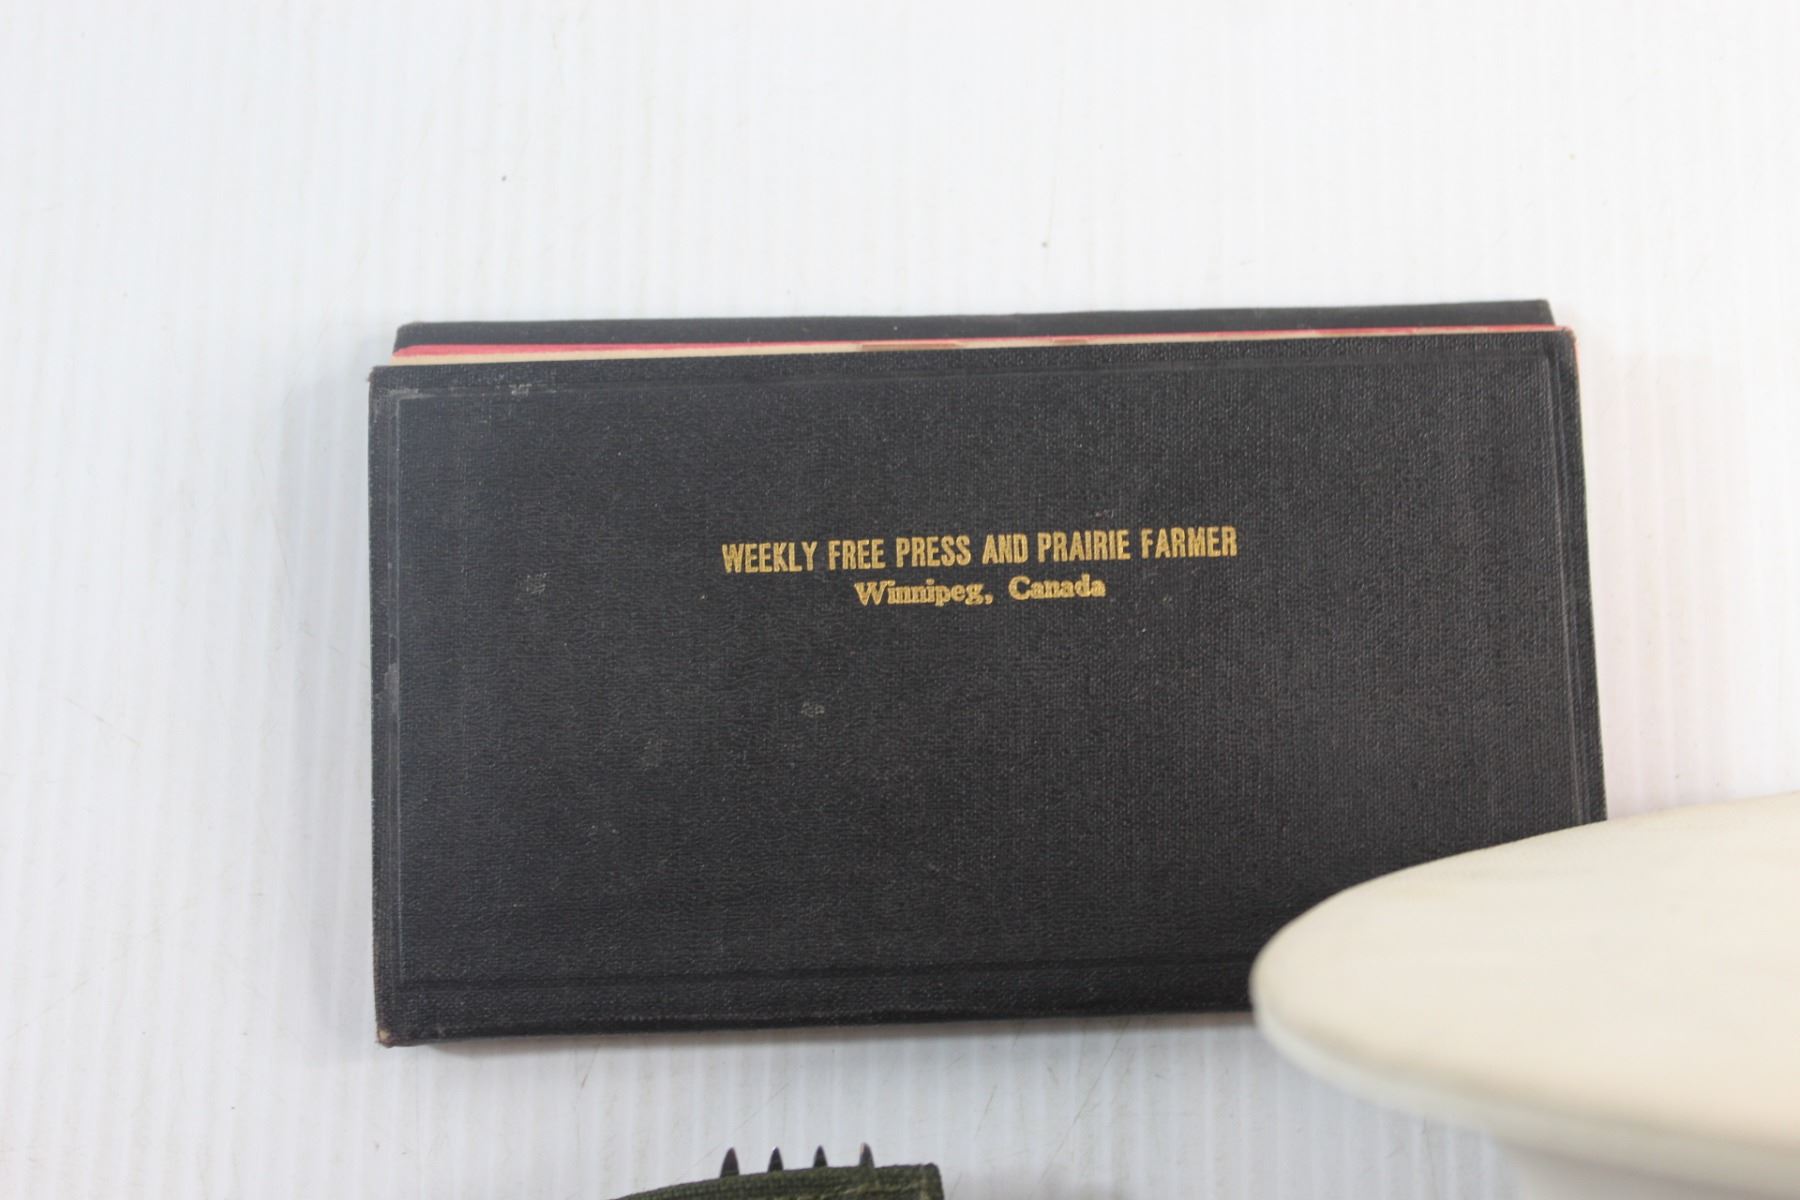 WEEKLY FREE PRESS AND PRAIRIE FARMER
Winnipeg, Canada